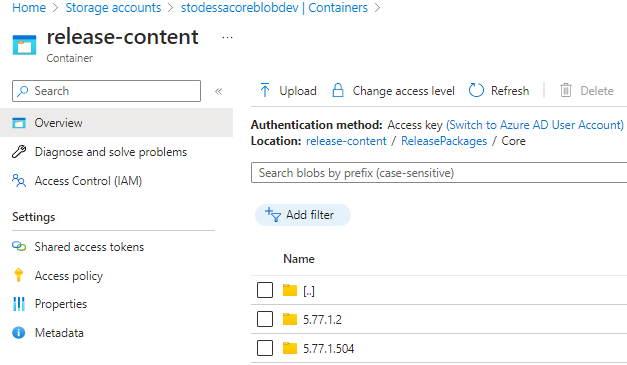 Home > Storage accounts > stodessacoreblobdev | Containers >
release-content ...
Container
Search «
Overview
Diagnose and solve problems
Access Control (IAM)
Settings
Shared access tokens
Access policy
Properties
Metadata
Upload Change access level Refresh Delete
Authentication method: Access key (Switch to Azure AD User Account)
Location: release-content / ReleasePackages / Core
Search blobs by prefix (case-sensitive)
Add filter
Name
[..]
5.77.1.2
5.77.1.504